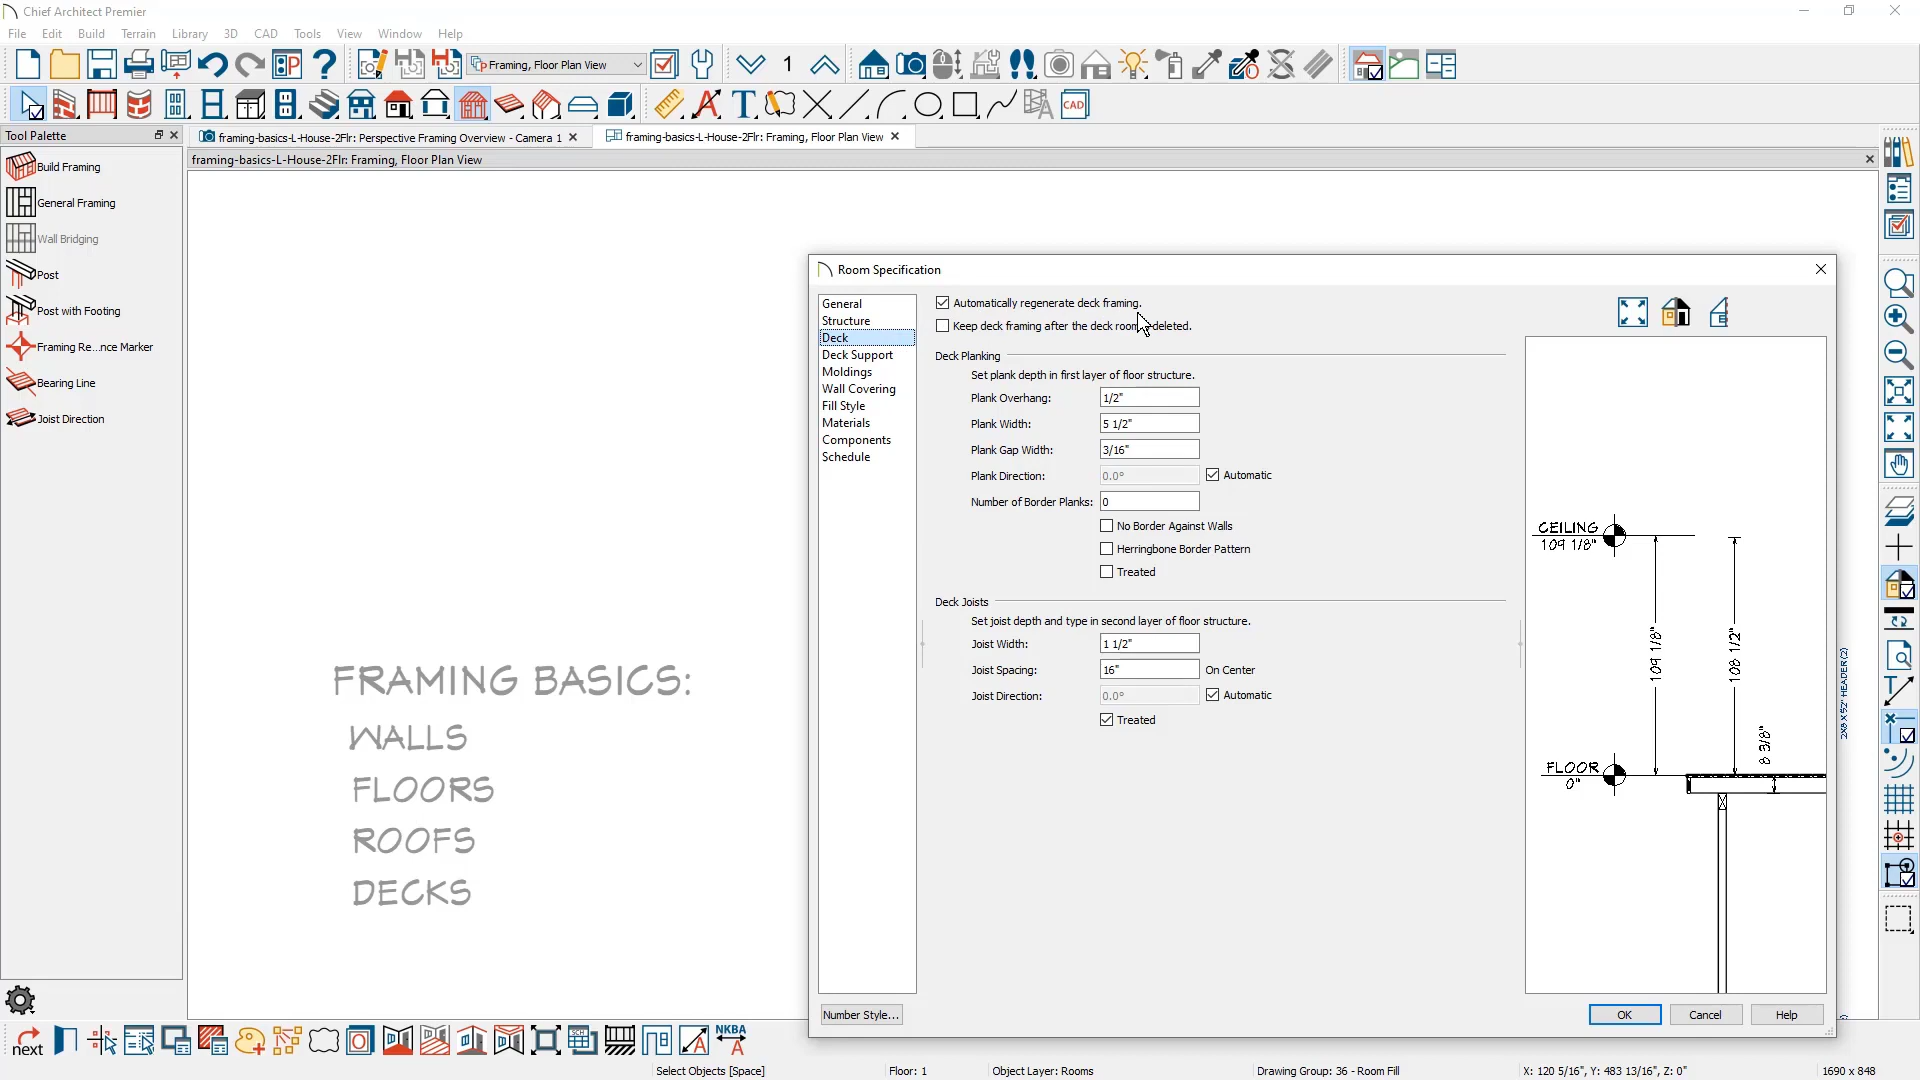 Chief Architect Premier
File Edit Build Terrain Library 3D CAD Tools View Window Help
Framing, Floor Plan View
1
CAD
Tool Palette
framing-basics-L-House-2Flr: Perspective Framing Overview - Camera 1
framing-basics-L-House-2Flr: Framing, Floor Plan View
framing-basics-L-House-2Flr: Framing, Floor Plan View
Build Framing
General Framing
Wall Bridging
Post
Post with Footing
Framing Re...nce Marker
Bearing Line
Joist Direction
FRAMING BASICS:
WALLS
FLOORS
ROOFS
DECKS
Room Specification
General
Structure
Deck
Deck Support
Moldings
Wall Covering
Fill Style
Materials
Components
Schedule
Automatically regenerate deck framing.
Keep deck framing after the deck room deleted.
Deck Planking
Set plank depth in first layer of floor structure.
Plank Overhang: 1/2"
Plank Width: 5 1/2"
Plank Gap Width: 3/16"
Plank Direction: 0.0° Automatic
Number of Border Planks: 0
No Border Against Walls
Herringbone Border Pattern
Treated
Deck Joists
Set joist depth and type in second layer of floor structure.
Joist Width: 1 1/2"
Joist Spacing: 16" On Center
Joist Direction: 0.0° Automatic
Treated
CEILING
109 1/8"
109 1/8"
108 1/2"
8 3/8"
FLOOR
0"
2X8 X 52" HEADER (2)
Number Style...
OK Cancel Help
next
SCH
NKBA
A
Select Objects [Space] Floor: 1 Object Layer: Rooms Drawing Group: 36 - Room Fill X: 120 5/16", Y: 483 13/16", Z: 0" 1690 x 848